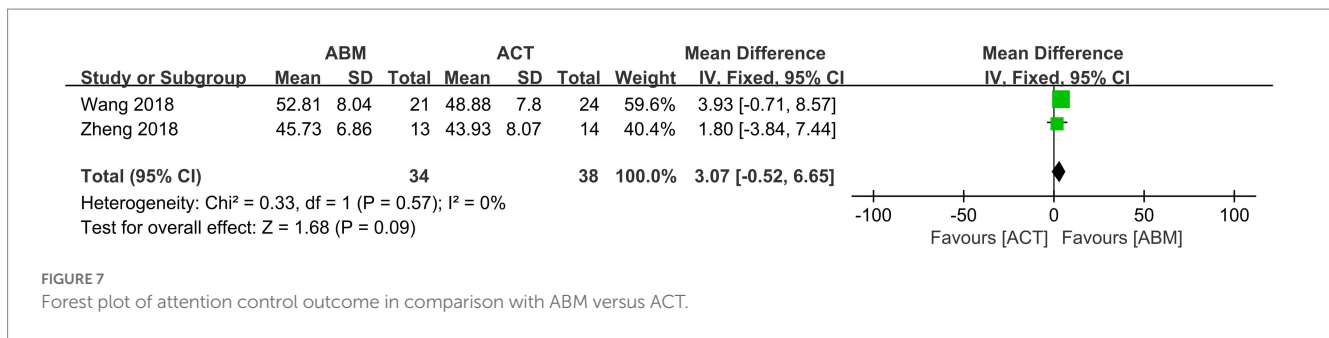 ABM ACT Mean Difference Mean Difference
Study or Subgroup Mean SD Total Mean SD Total Weight IV, Fixed, 95% CI IV, Fixed, 95% CI
Wang 2018 52.81 8.04 21 48.88 7.8 24 59.6% 3.93 [-0.71, 8.57]
Zheng 2018 45.73 6.86 13 43.93 8.07 14 40.4% 1.80 [-3.84, 7.44]
Total (95% CI) 34 38 100.0% 3.07 [-0.52, 6.65]
Heterogeneity: Chi² = 0.33, df = 1 (P = 0.57); I² = 0%
Test for overall effect: Z = 1.68 (P = 0.09)
-100 -50 0 50 100
Favours [ACT] Favours [ABM]
FIGURE 7
Forest plot of attention control outcome in comparison with ABM versus ACT.